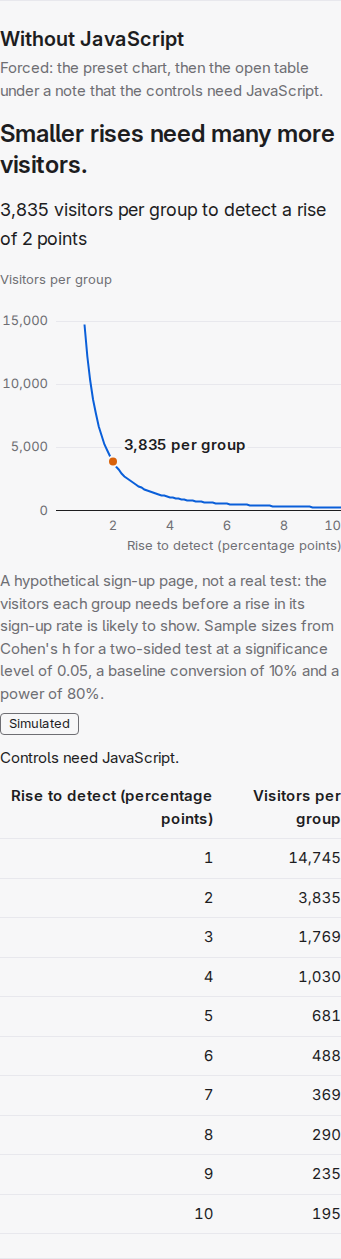 Without JavaScript
Forced: the preset chart, then the open table
under a note that the controls need JavaScript.
Smaller rises need many more
visitors.
3,835 visitors per group to detect a rise
of 2 points
Visitors per group
15,000
10,000
5,000
0
3,835 per group
2 4 6 8 10
Rise to detect (percentage points)
A hypothetical sign-up page, not a real test: the
visitors each group needs before a rise in its
sign-up rate is likely to show. Sample sizes from
Cohen's h for a two-sided test at a significance
level of 0.05, a baseline conversion of 10% and a
power of 80%.
Simulated
Controls need JavaScript.
Rise to detect (percentage points) Visitors per group
1 14,745
2 3,835
3 1,769
4 1,030
5 681
6 488
7 369
8 290
9 235
10 195